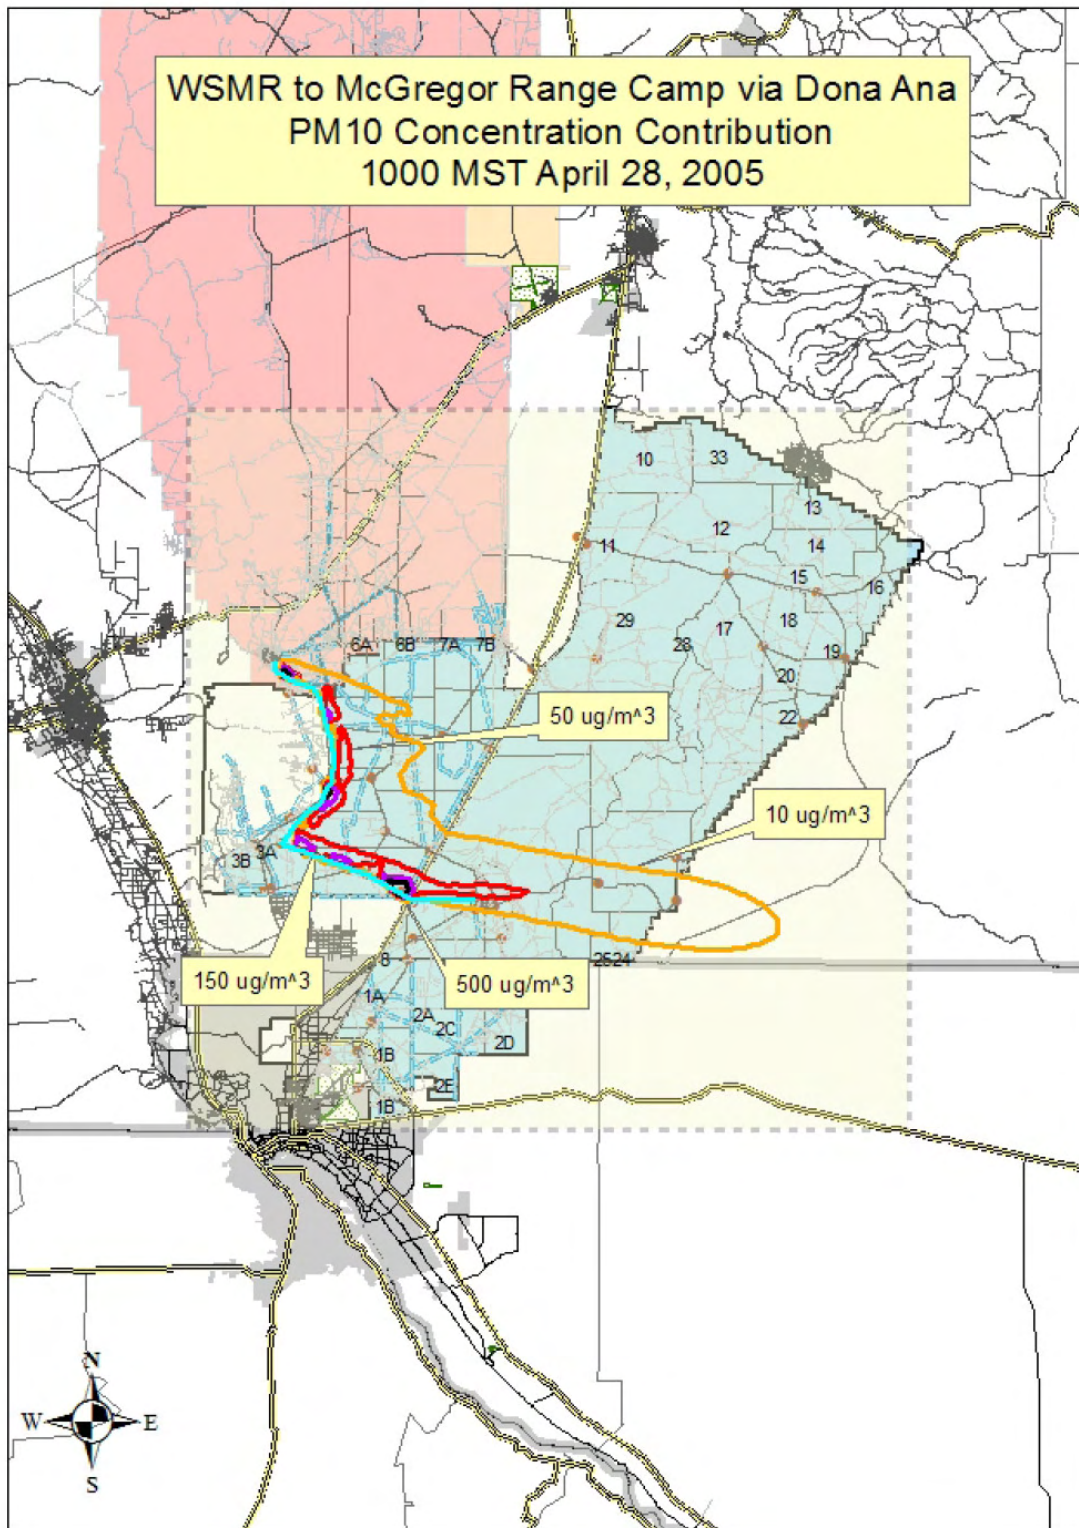 WSMR to McGregor Range Camp via Dona Ana
PM10 Concentration Contribution
1000 MST April 28, 2005
10
33
13
12
11
14
15
16
29
17
18
28
6A
6B
7A
7B
19
20
22
50 ug/m^3
10 ug/m^3
3B
3A
150 ug/m^3
8
500 ug/m^3
2624
1A
2A
2C
2D
1B
2E
1B
N
W
E
S